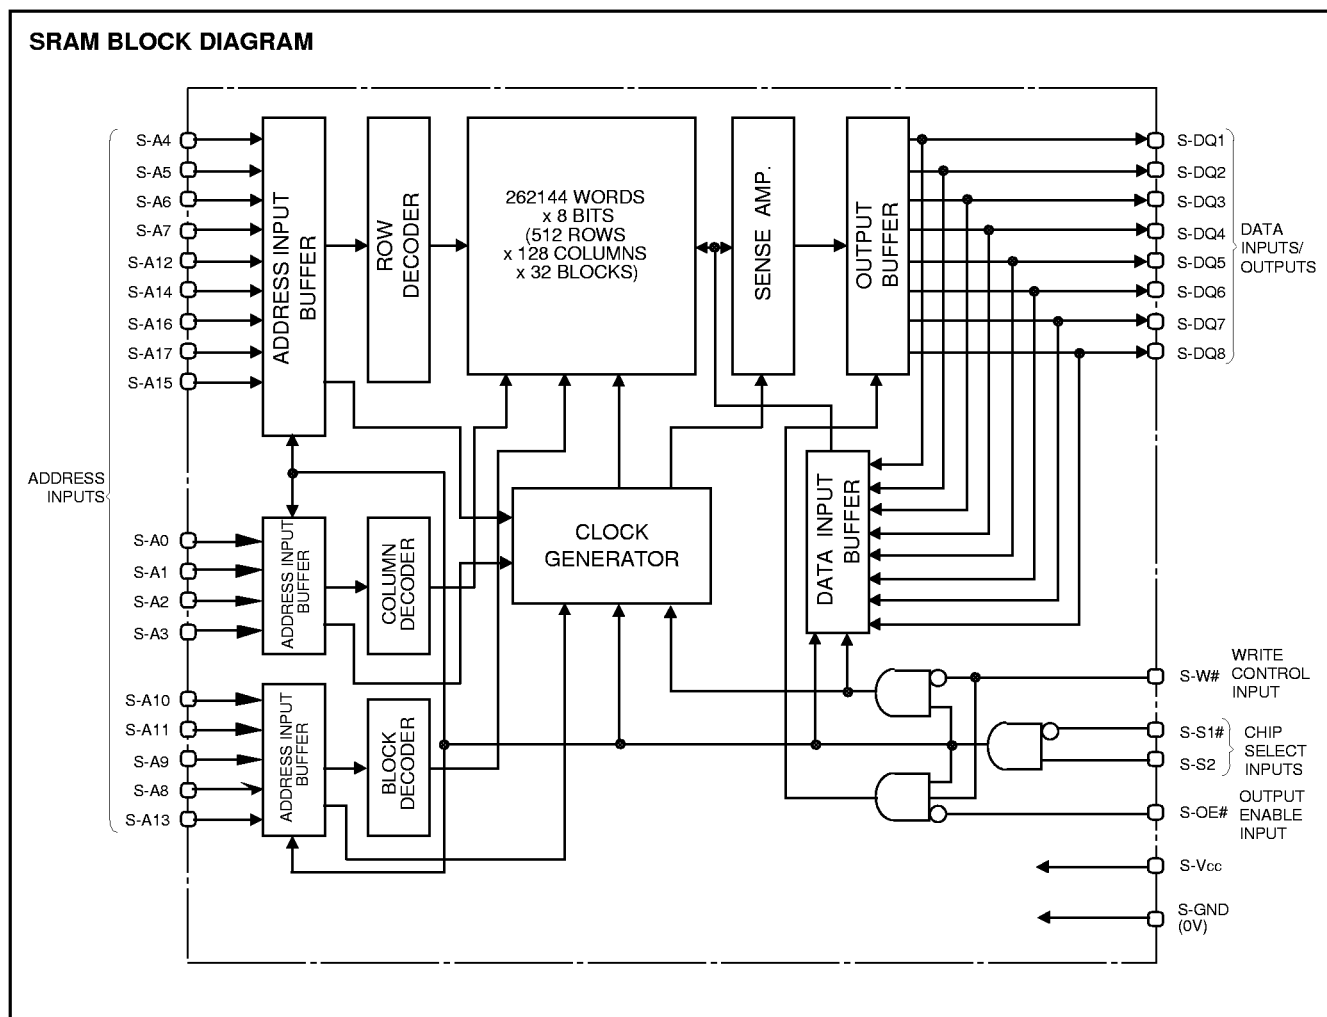 SRAM BLOCK DIAGRAM
S-A4
S-A5
S-A6
S-A7
S-A12
S-A14
S-A16
S-A17
S-A15
ADDRESS
INPUTS
S-A0
S-A1
S-A2
S-A3
S-A10
S-A11
S-A9
S-A8
S-A13
ADDRESS INPUT
BUFFER
ROW
DECODER
262144 WORDS
x 8 BITS
(512 ROWS
x 128 COLUMNS
x 32 BLOCKS)
SENSE AMP.
OUTPUT
BUFFER
ADDRESS INPUT
BUFFER
COLUMN
DECODER
CLOCK
GENERATOR
DATA INPUT
BUFFER
ADDRESS INPUT
BUFFER
BLOCK
DECODER
S-DQ1
S-DQ2
S-DQ3
S-DQ4
S-DQ5
S-DQ6
S-DQ7
S-DQ8
DATA
INPUTS/
OUTPUTS
S-W#
WRITE
CONTROL
INPUT
S-S1#
S-S2
CHIP
SELECT
INPUTS
S-OE#
OUTPUT
ENABLE
INPUT
S-Vcc
S-GND
(0V)